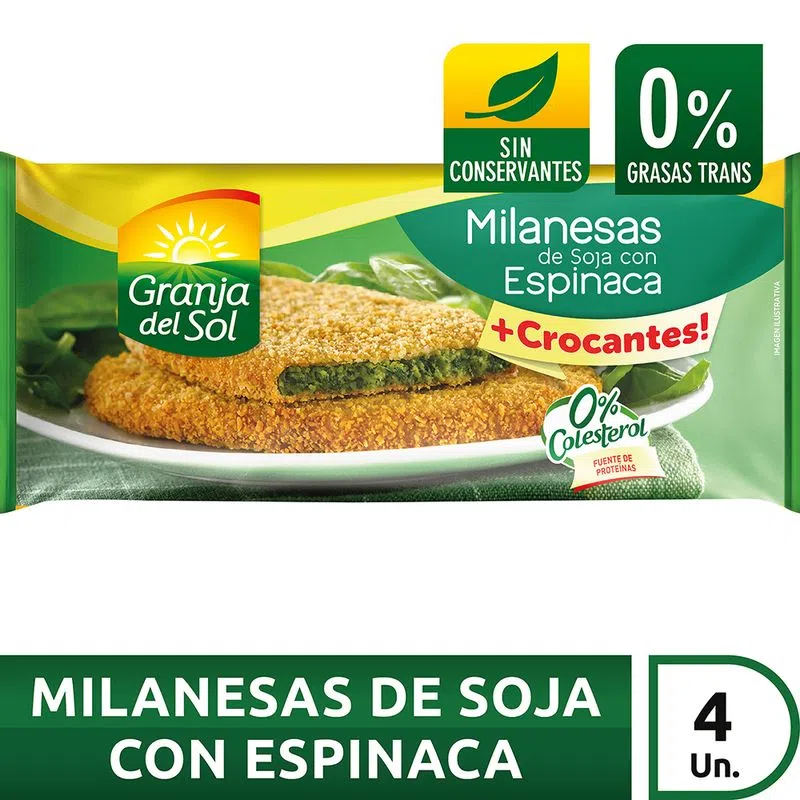 SIN
CONSERVANTES
0%
GRASAS TRANS
Granja
del Sol
Milanesas
de Soja con
Espinaca
+Crocantes!
0%
Colesterol
FUENTE DE
PROTEÍNAS
IMAGEN ILUSTRATIVA
MILANESAS DE SOJA
CON ESPINACA
4
Un.